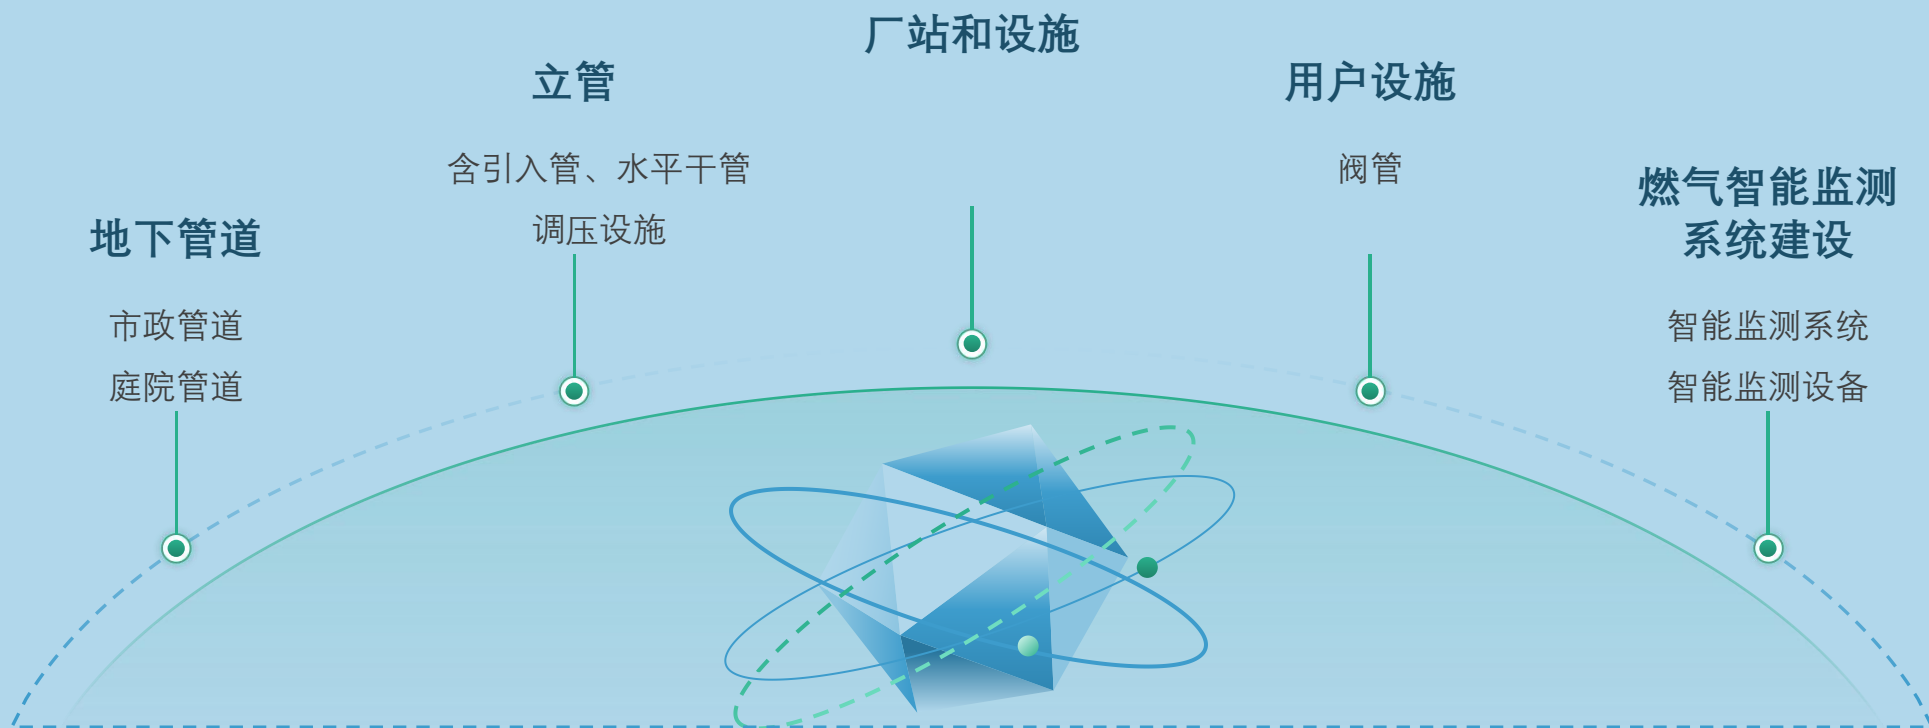 地下管道
市政管道
庭院管道
立管
含引入管、水平干管
调压设施
厂站和设施
用户设施
阀管
燃气智能监测
系统建设
智能监测系统
智能监测设备